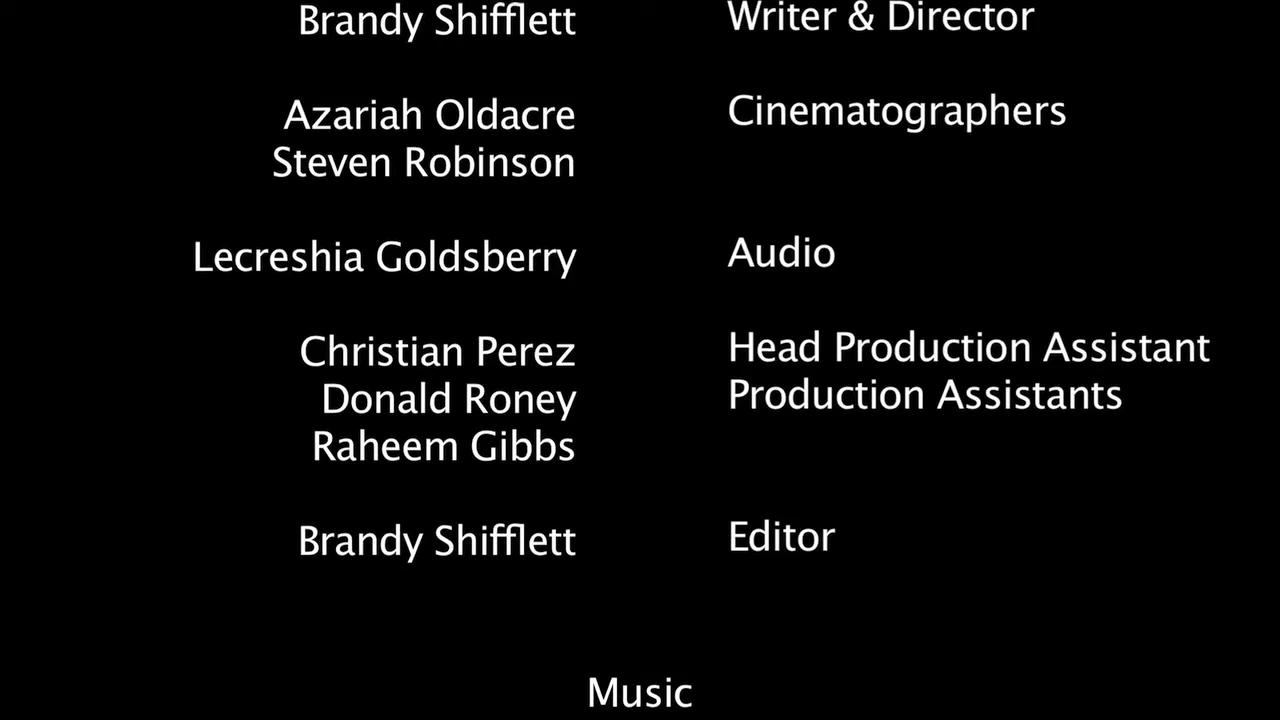 Brandy Shifflett Writer & Director
Azariah Oldacre Cinematographers
Steven Robinson
Lecreshia Goldsberry Audio
Christian Perez Head Production Assistant
Donald Roney Production Assistants
Raheem Gibbs
Brandy Shifflett Editor
Music